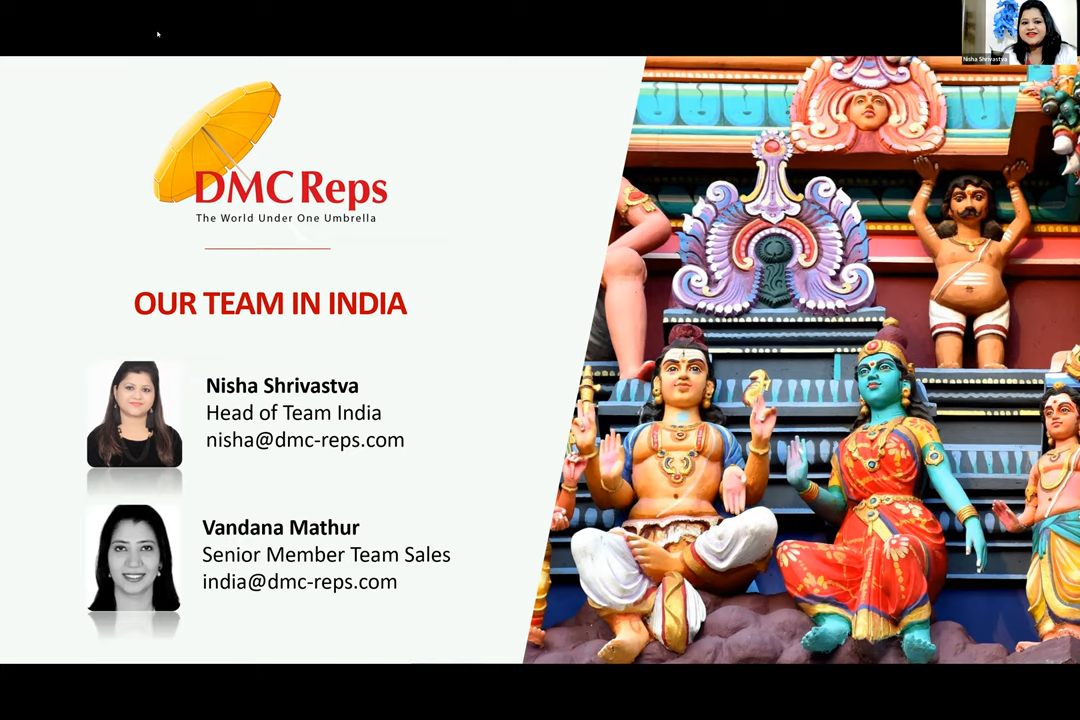 Nisha Shrivastva
DMC Reps
The World Under One Umbrella
OUR TEAM IN INDIA
Nisha Shrivastva
Head of Team India
nisha@dmc-reps.com
Vandana Mathur
Senior Member Team Sales
india@dmc-reps.com